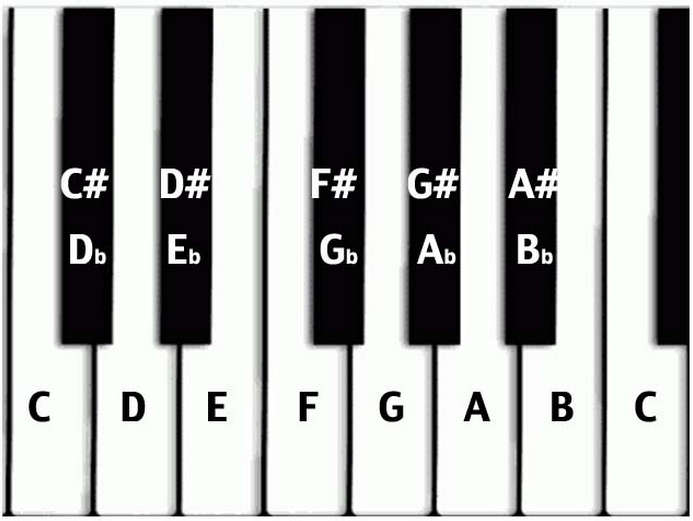 C# D# F# G# A#
Db Eb Gb Ab Bb
C D E F G A B C